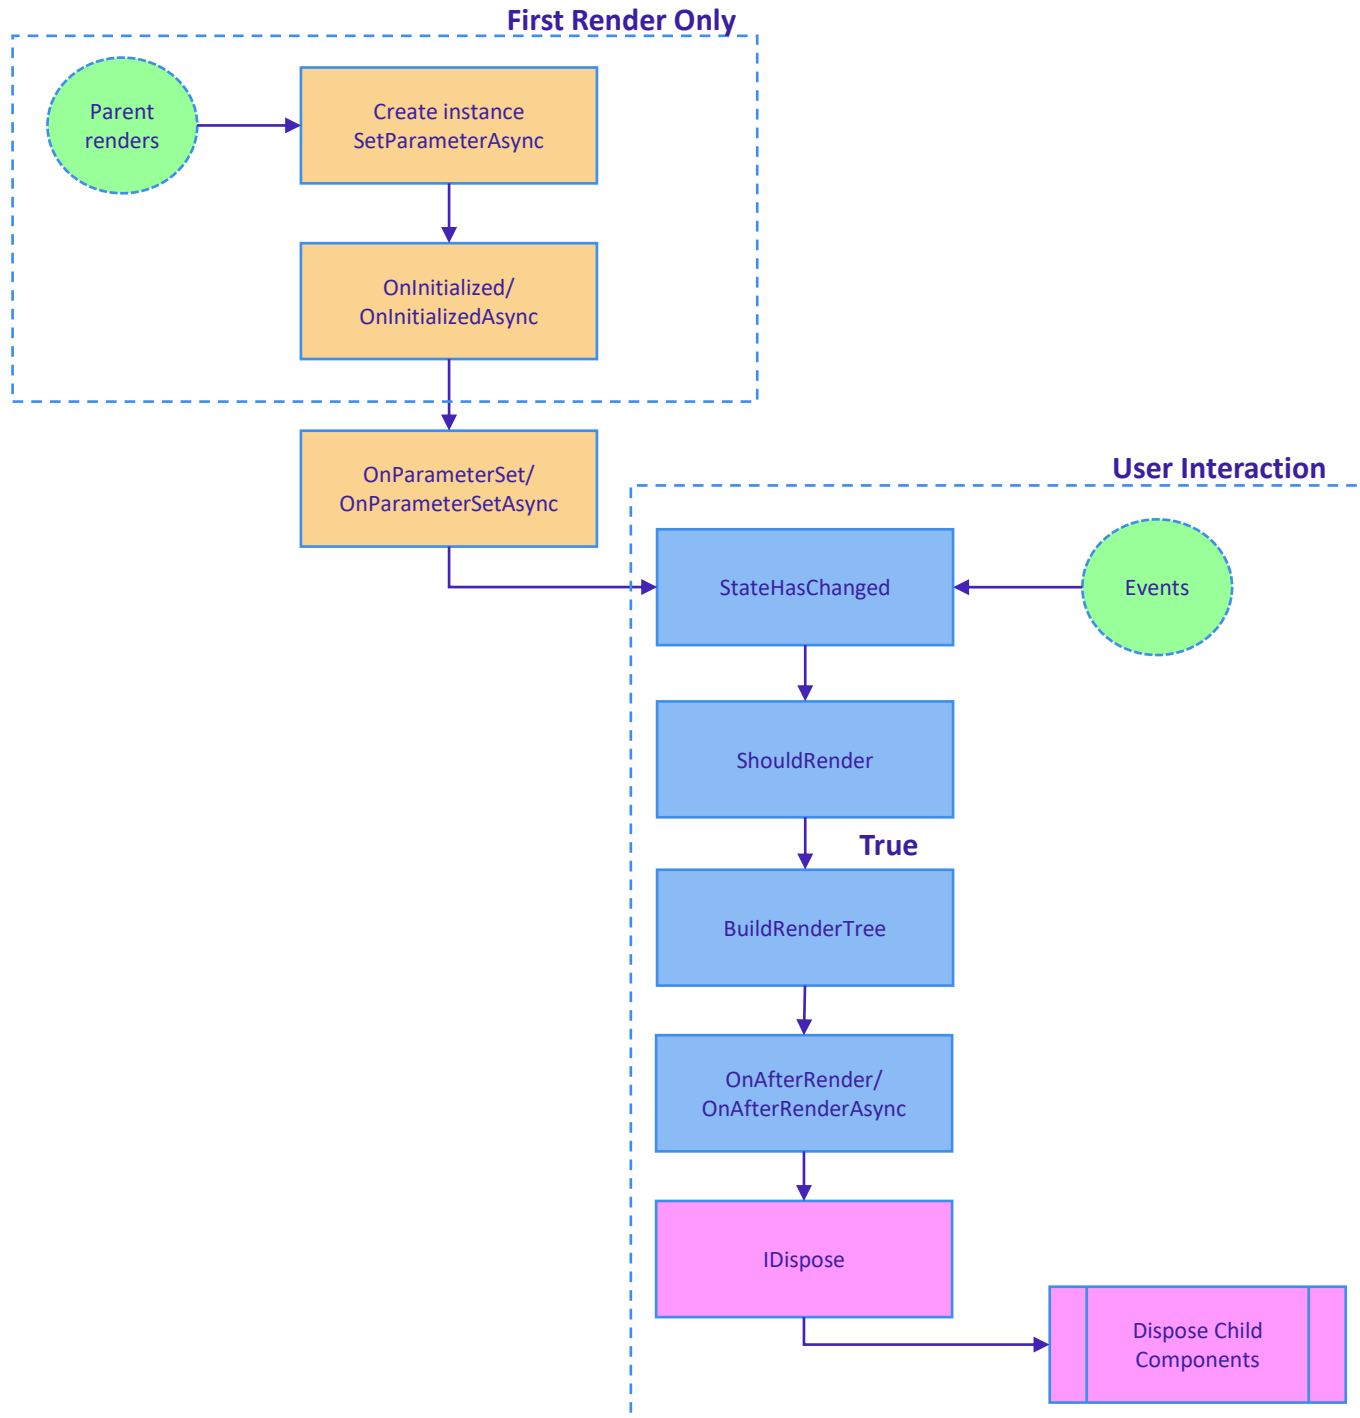 First Render Only
Parent
renders
Create instance
SetParameterAsync
OnInitialized/
OnInitializedAsync
OnParameterSet/
OnParameterSetAsync
User Interaction
StateHasChanged
Events
ShouldRender
True
BuildRenderTree
OnAfterRender/
OnAfterRenderAsync
IDispose
Dispose Child
Components